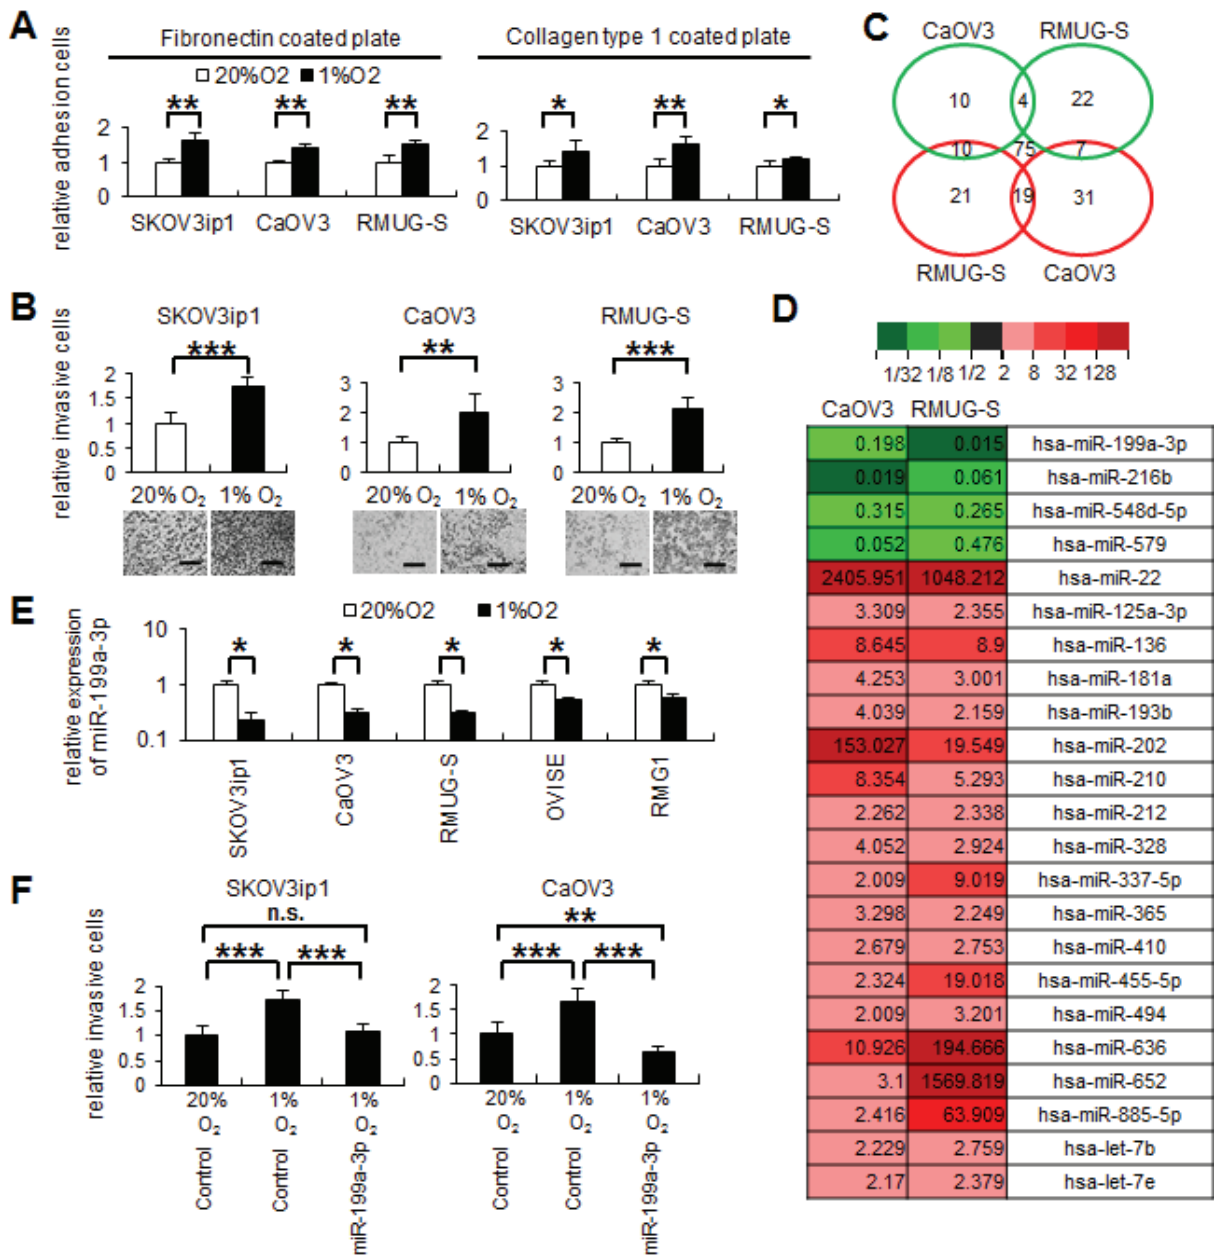 A
Fibronectin coated plate
Collagen type 1 coated plate
20%O2 1%O2
relative adhesion cells
** ** **
* ** *
2
1
0
2
1
0
SKOV3ip1 CaOV3 RMUG-S
SKOV3ip1 CaOV3 RMUG-S
C
CaOV3 RMUG-S
10 4 22
10 75 7
21 19 31
RMUG-S CaOV3
B
relative invasive cells
SKOV3ip1
***
2
1.5
1
0.5
0
20% O2 1% O2
CaOV3
**
3
2
1
0
20% O2 1% O2
RMUG-S
***
3
2
1
0
20% O2 1% O2
D
1/32 1/8 1/2 2 8 32 128
CaOV3 RMUG-S
0.198 0.015 hsa-miR-199a-3p
0.019 0.061 hsa-miR-216b
0.315 0.265 hsa-miR-548d-5p
0.052 0.476 hsa-miR-579
2405.951 1048.212 hsa-miR-22
3.309 2.355 hsa-miR-125a-3p
8.645 8.9 hsa-miR-136
4.253 3.001 hsa-miR-181a
4.039 2.159 hsa-miR-193b
153.027 19.549 hsa-miR-202
8.354 5.293 hsa-miR-210
2.262 2.338 hsa-miR-212
4.052 2.924 hsa-miR-328
2.009 9.019 hsa-miR-337-5p
3.298 2.249 hsa-miR-365
2.679 2.753 hsa-miR-410
2.324 19.018 hsa-miR-455-5p
2.009 3.201 hsa-miR-494
10.926 194.666 hsa-miR-636
3.1 1569.819 hsa-miR-652
2.416 63.909 hsa-miR-885-5p
2.229 2.759 hsa-let-7b
2.17 2.379 hsa-let-7e
E
20%O2 1%O2
relative expression
of miR-199a-3p
* * * * *
10
1
0.1
SKOV3ip1
CaOV3
RMUG-S
OVISE
RMG1
F
relative invasive cells
SKOV3ip1
n.s.
*** ***
2
1.5
1
0.5
0
20% 1% 1%
O2 O2 O2
Control
Control
miR-199a-3p
CaOV3
**
*** ***
2
1.5
1
0.5
0
20% 1% 1%
O2 O2 O2
Control
Control
miR-199a-3p